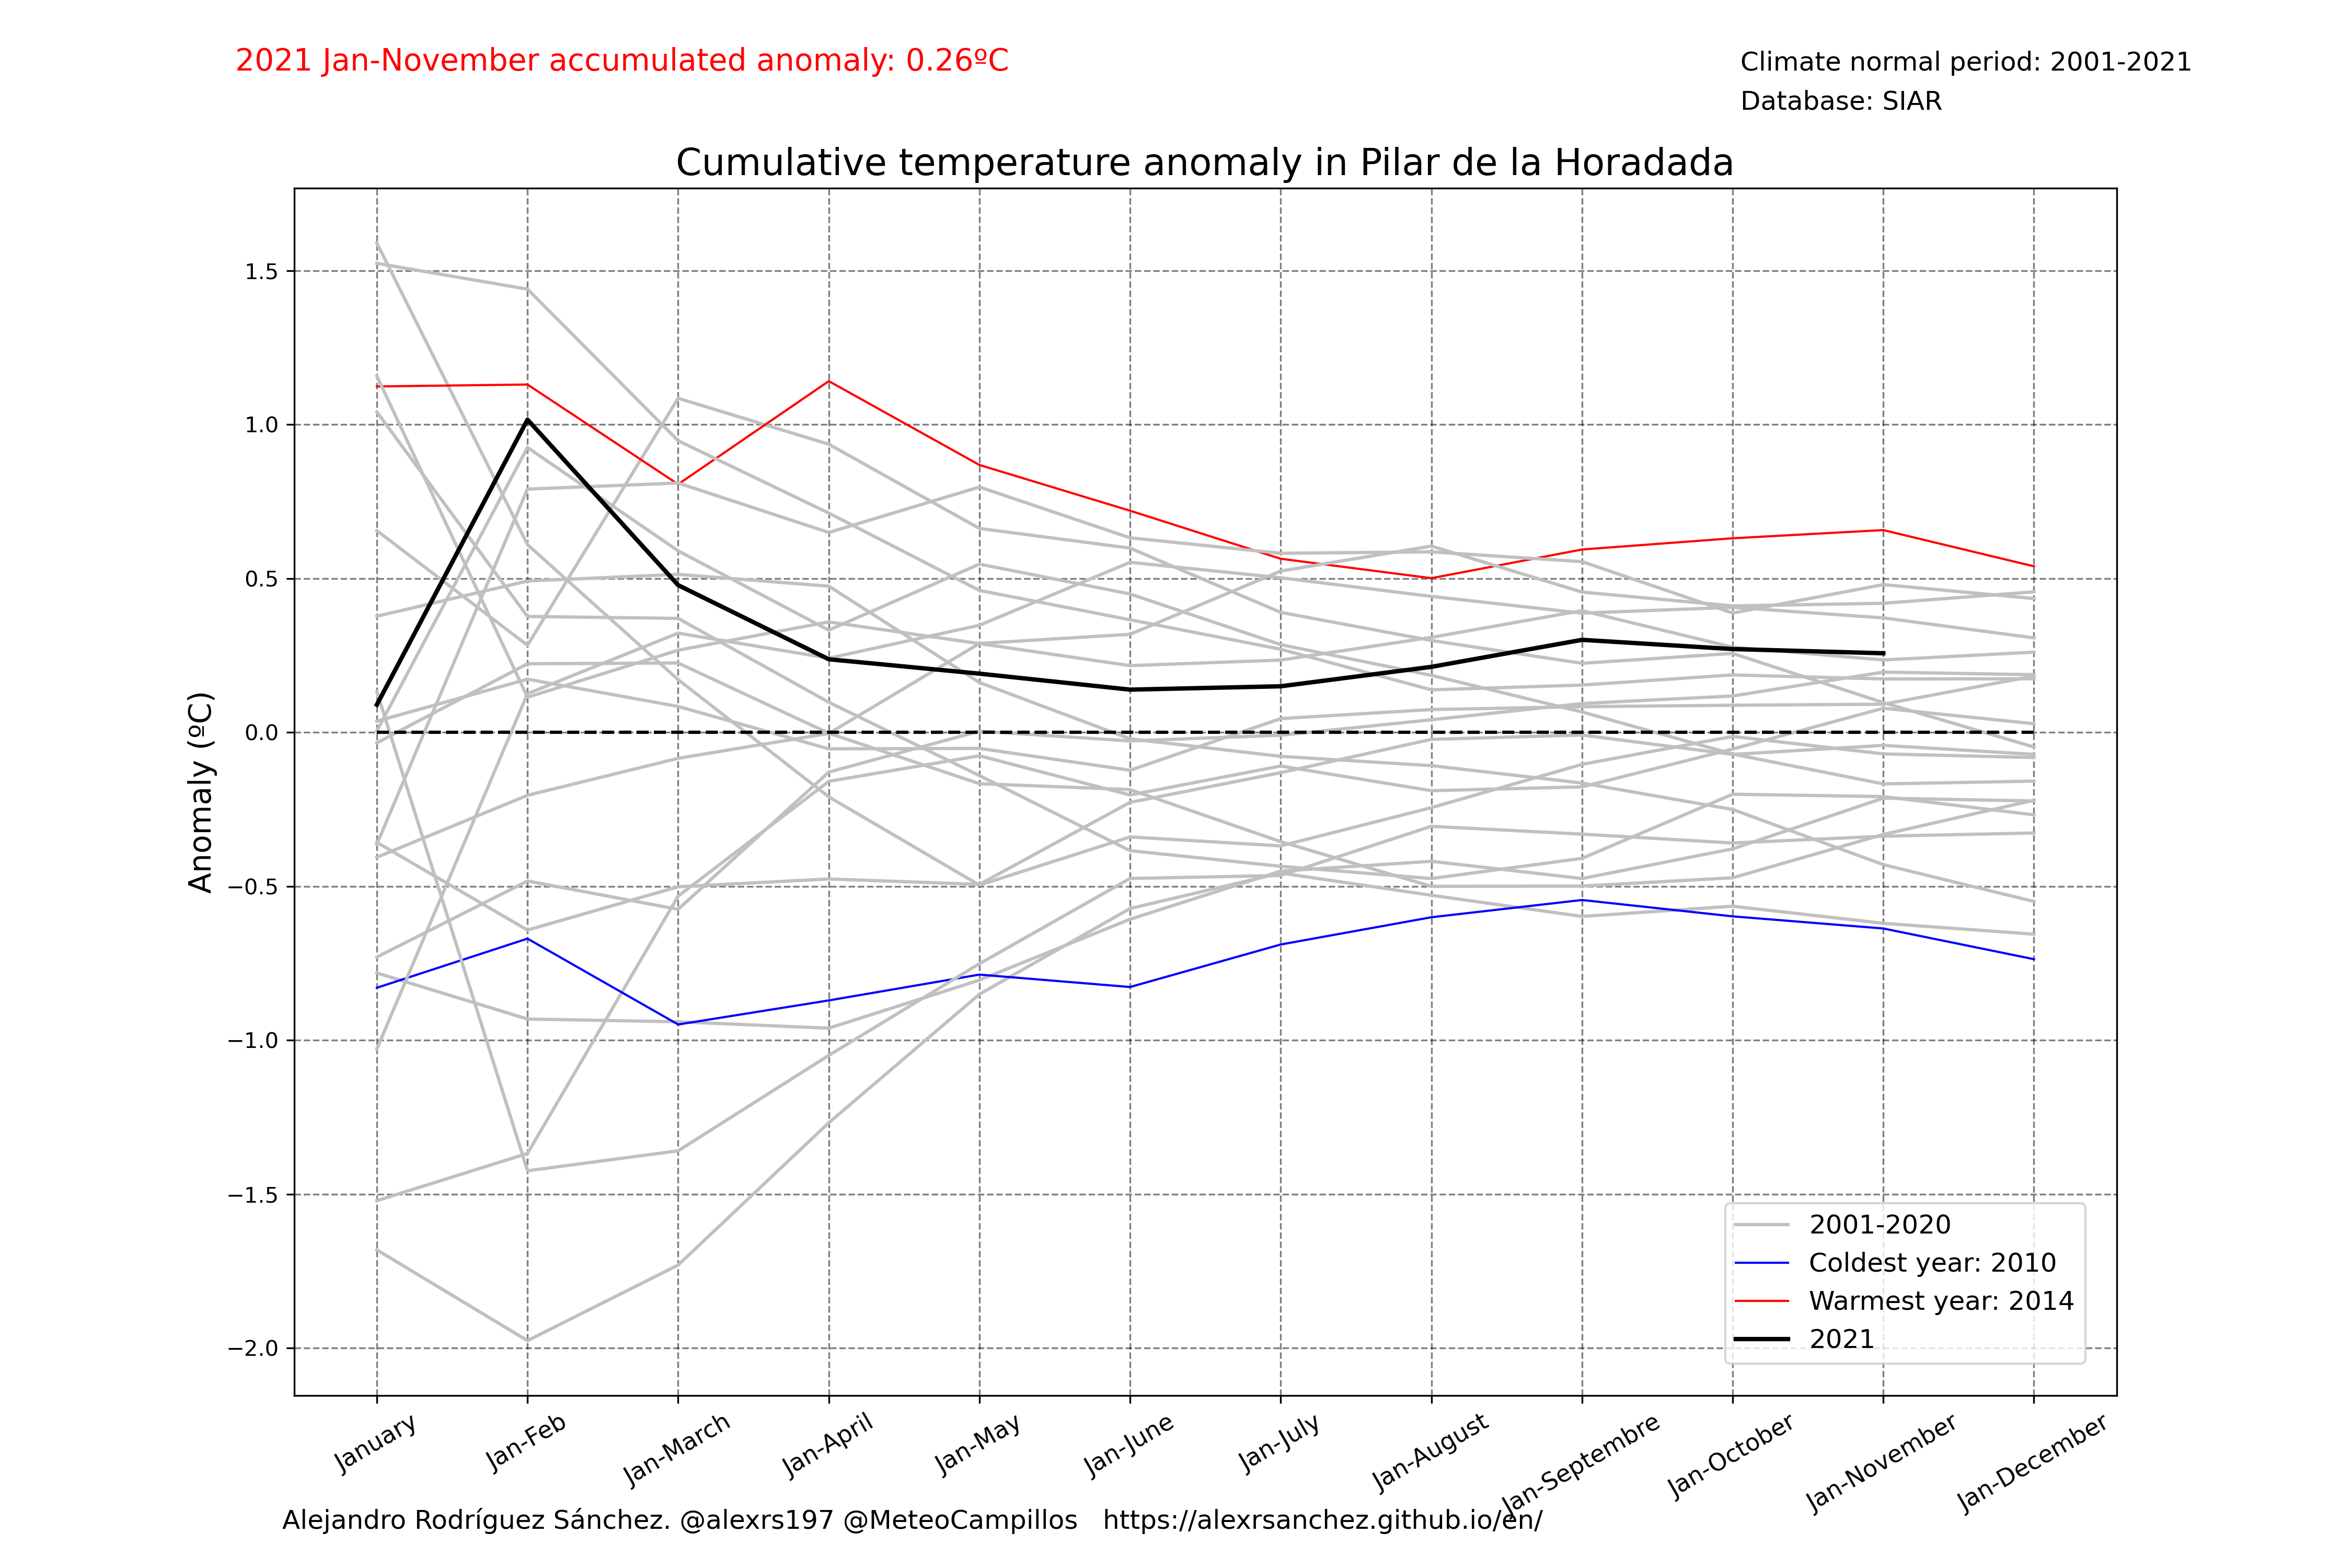 2021 Jan-November accumulated anomaly: 0.26ºC
Climate normal period: 2001-2021
Database: SIAR
Cumulative temperature anomaly in Pilar de la Horadada
Anomaly (ºC)
1.5
1.0
0.5
0.0
−0.5
−1.0
−1.5
−2.0
2001-2020
Coldest year: 2010
Warmest year: 2014
2021
January
Jan-Feb
Jan-March
Jan-April
Jan-May
Jan-June
Jan-July
Jan-August
Jan-Septembre
Jan-October
Jan-November
Jan-December
Alejandro Rodríguez Sánchez. @alexrs197 @MeteoCampillos   https://alexrsanchez.github.io/en/